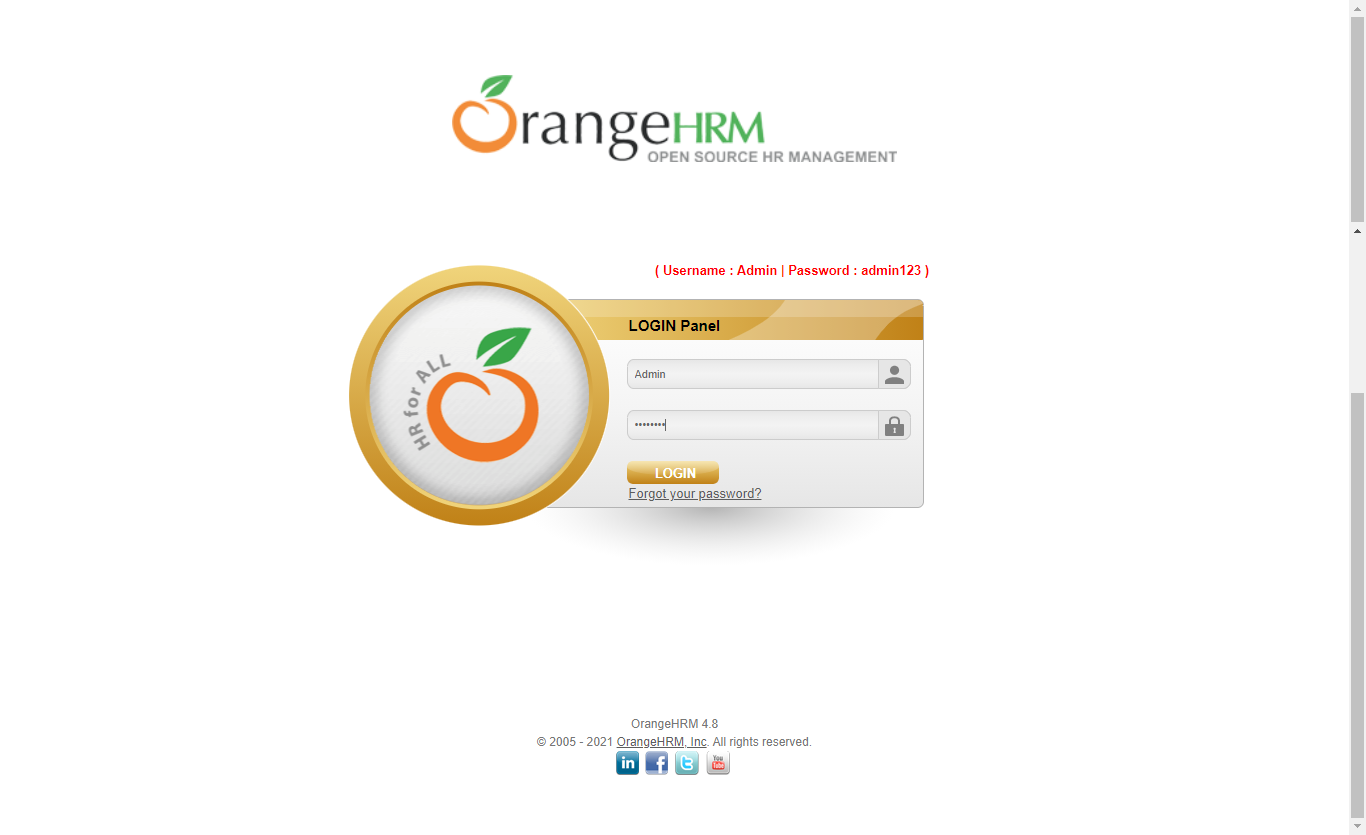 OrangeHRM
OPEN SOURCE HR MANAGEMENT
( Username : Admin | Password : admin123 )
HR for ALL
LOGIN Panel
Admin
••••••••
LOGIN
Forgot your password?
OrangeHRM 4.8
© 2005 - 2021 OrangeHRM, Inc. All rights reserved.
in f t You Tube